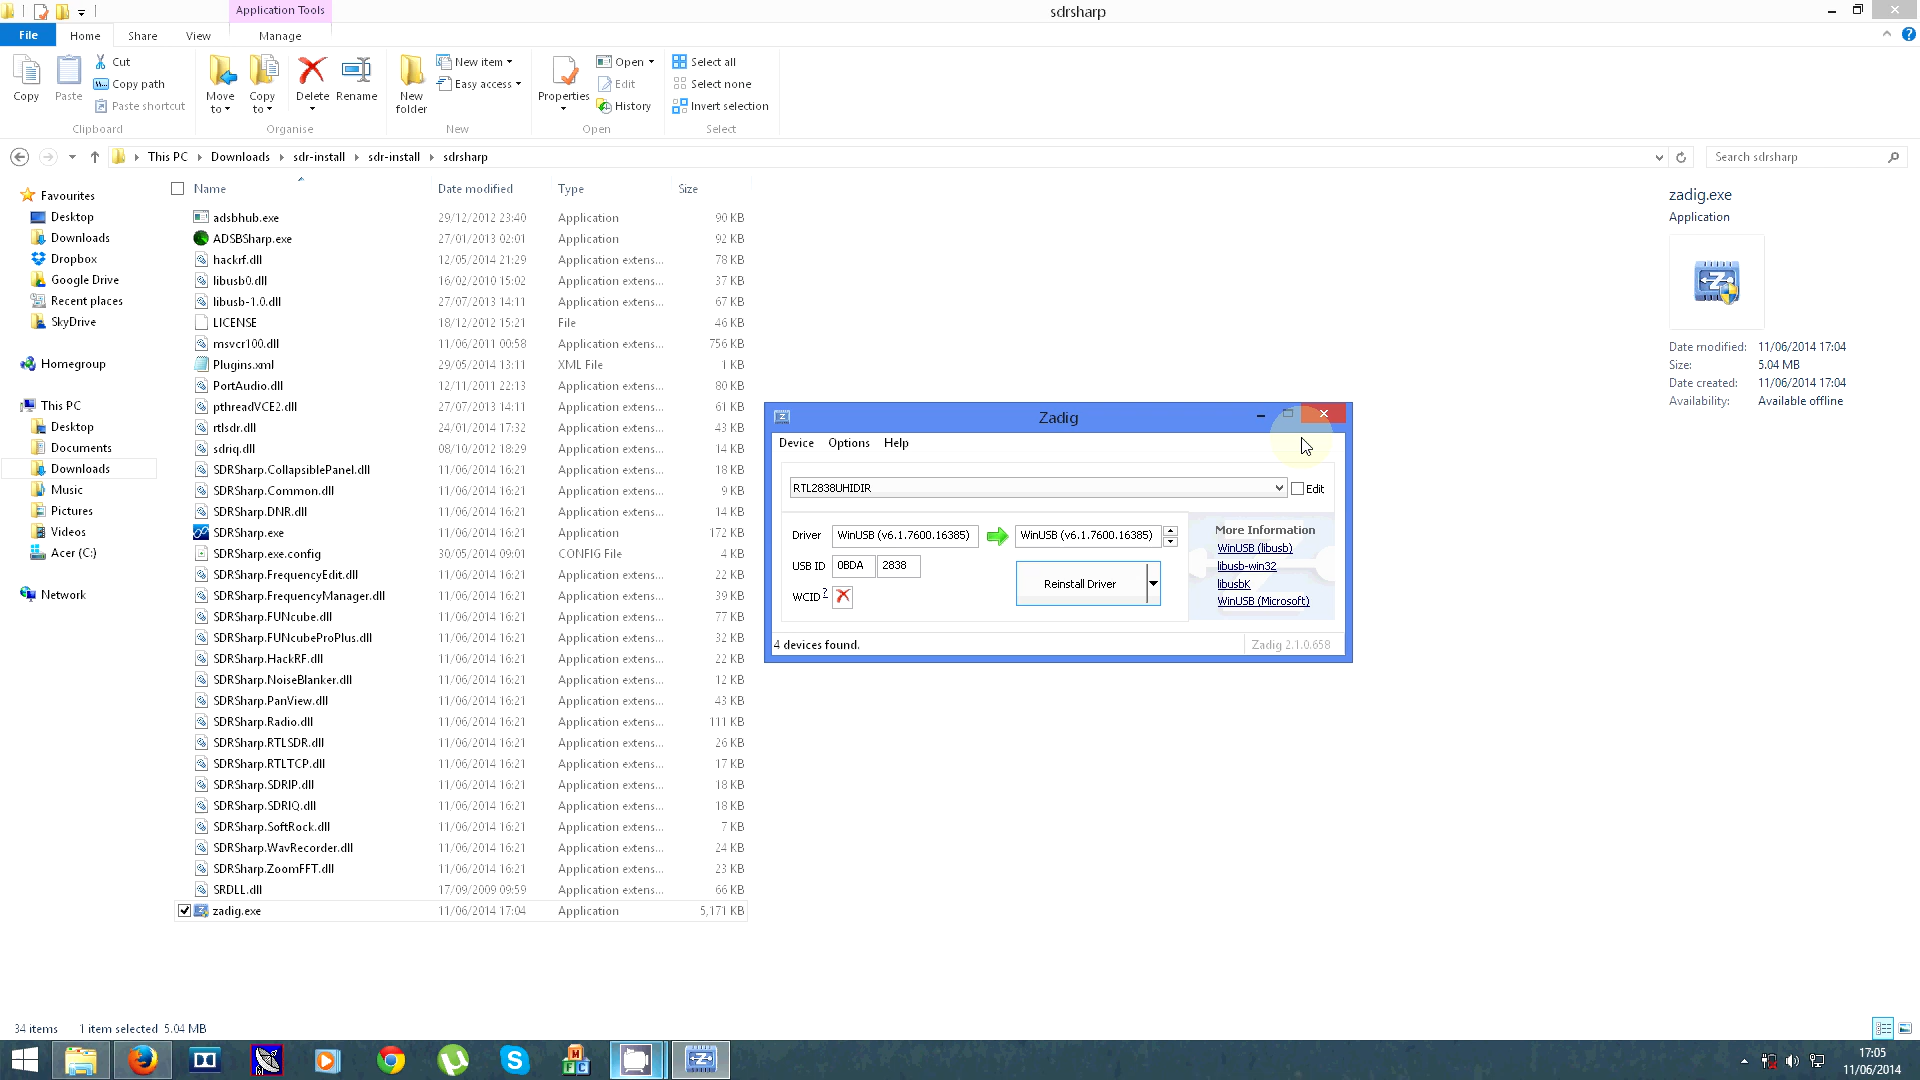 Application Tools
sdrsharp
File Home Share View Manage
Copy
Paste
Cut
Copy path
Paste shortcut
Clipboard
Move to
Copy to
Delete
Rename
Organise
New folder
New item
Easy access
New
Properties
Open
Edit
History
Open
Select all
Select none
Invert selection
Select
This PC Downloads sdr-install sdr-install sdrsharp
Search sdrsharp
Favourites
Desktop
Downloads
Dropbox
Google Drive
Recent places
SkyDrive
Homegroup
This PC
Desktop
Documents
Downloads
Music
Pictures
Videos
Acer (C:)
Network
Name Date modified Type Size
adsbhub.exe 29/12/2012 23:40 Application 90 KB
ADSBSharp.exe 27/01/2013 02:01 Application 92 KB
hackrf.dll 12/05/2014 21:29 Application extens... 78 KB
libusb0.dll 16/02/2010 15:02 Application extens... 37 KB
libusb-1.0.dll 27/07/2013 14:11 Application extens... 67 KB
LICENSE 18/12/2012 15:21 File 46 KB
msvcr100.dll 11/06/2011 00:58 Application extens... 756 KB
Plugins.xml 29/05/2014 13:11 XML File 1 KB
PortAudio.dll 12/11/2011 22:13 Application extens... 80 KB
pthreadVCE2.dll 27/07/2013 14:11 Application extens... 61 KB
rtlsdr.dll 24/01/2014 17:32 Application extens... 43 KB
sdriq.dll 08/10/2012 18:29 Application extens... 14 KB
SDRSharp.CollapsiblePanel.dll 11/06/2014 16:21 Application extens... 18 KB
SDRSharp.Common.dll 11/06/2014 16:21 Application extens... 9 KB
SDRSharp.DNR.dll 11/06/2014 16:21 Application extens... 14 KB
SDRSharp.exe 11/06/2014 16:21 Application 172 KB
SDRSharp.exe.config 30/05/2014 09:01 CONFIG File 4 KB
SDRSharp.FrequencyEdit.dll 11/06/2014 16:21 Application extens... 22 KB
SDRSharp.FrequencyManager.dll 11/06/2014 16:21 Application extens... 39 KB
SDRSharp.FUNcube.dll 11/06/2014 16:21 Application extens... 77 KB
SDRSharp.FUNcubeProPlus.dll 11/06/2014 16:21 Application extens... 32 KB
SDRSharp.HackRF.dll 11/06/2014 16:21 Application extens... 22 KB
SDRSharp.NoiseBlanker.dll 11/06/2014 16:21 Application extens... 12 KB
SDRSharp.PanView.dll 11/06/2014 16:21 Application extens... 43 KB
SDRSharp.Radio.dll 11/06/2014 16:21 Application extens... 111 KB
SDRSharp.RTLSDR.dll 11/06/2014 16:21 Application extens... 26 KB
SDRSharp.RTLTCP.dll 11/06/2014 16:21 Application extens... 17 KB
SDRSharp.SDRIP.dll 11/06/2014 16:21 Application extens... 18 KB
SDRSharp.SDRIQ.dll 11/06/2014 16:21 Application extens... 18 KB
SDRSharp.SoftRock.dll 11/06/2014 16:21 Application extens... 7 KB
SDRSharp.WavRecorder.dll 11/06/2014 16:21 Application extens... 24 KB
SDRSharp.ZoomFFT.dll 11/06/2014 16:21 Application extens... 23 KB
SRDLL.dll 17/09/2009 09:59 Application extens... 66 KB
zadig.exe 11/06/2014 17:04 Application 5,171 KB
Zadig
Device Options Help
RTL2838UHIDIR
Edit
Driver WinUSB (v6.1.7600.16385) WinUSB (v6.1.7600.16385)
USB ID 0BDA 2838
WCID ?
Reinstall Driver
More Information
WinUSB (libusb)
libusb-win32
libusbK
WinUSB (Microsoft)
4 devices found.
Zadig 2.1.0.658
zadig.exe
Application
Date modified: 11/06/2014 17:04
Size: 5.04 MB
Date created: 11/06/2014 17:04
Availability: Available offline
34 items 1 item selected 5.04 MB
17:05
11/06/2014